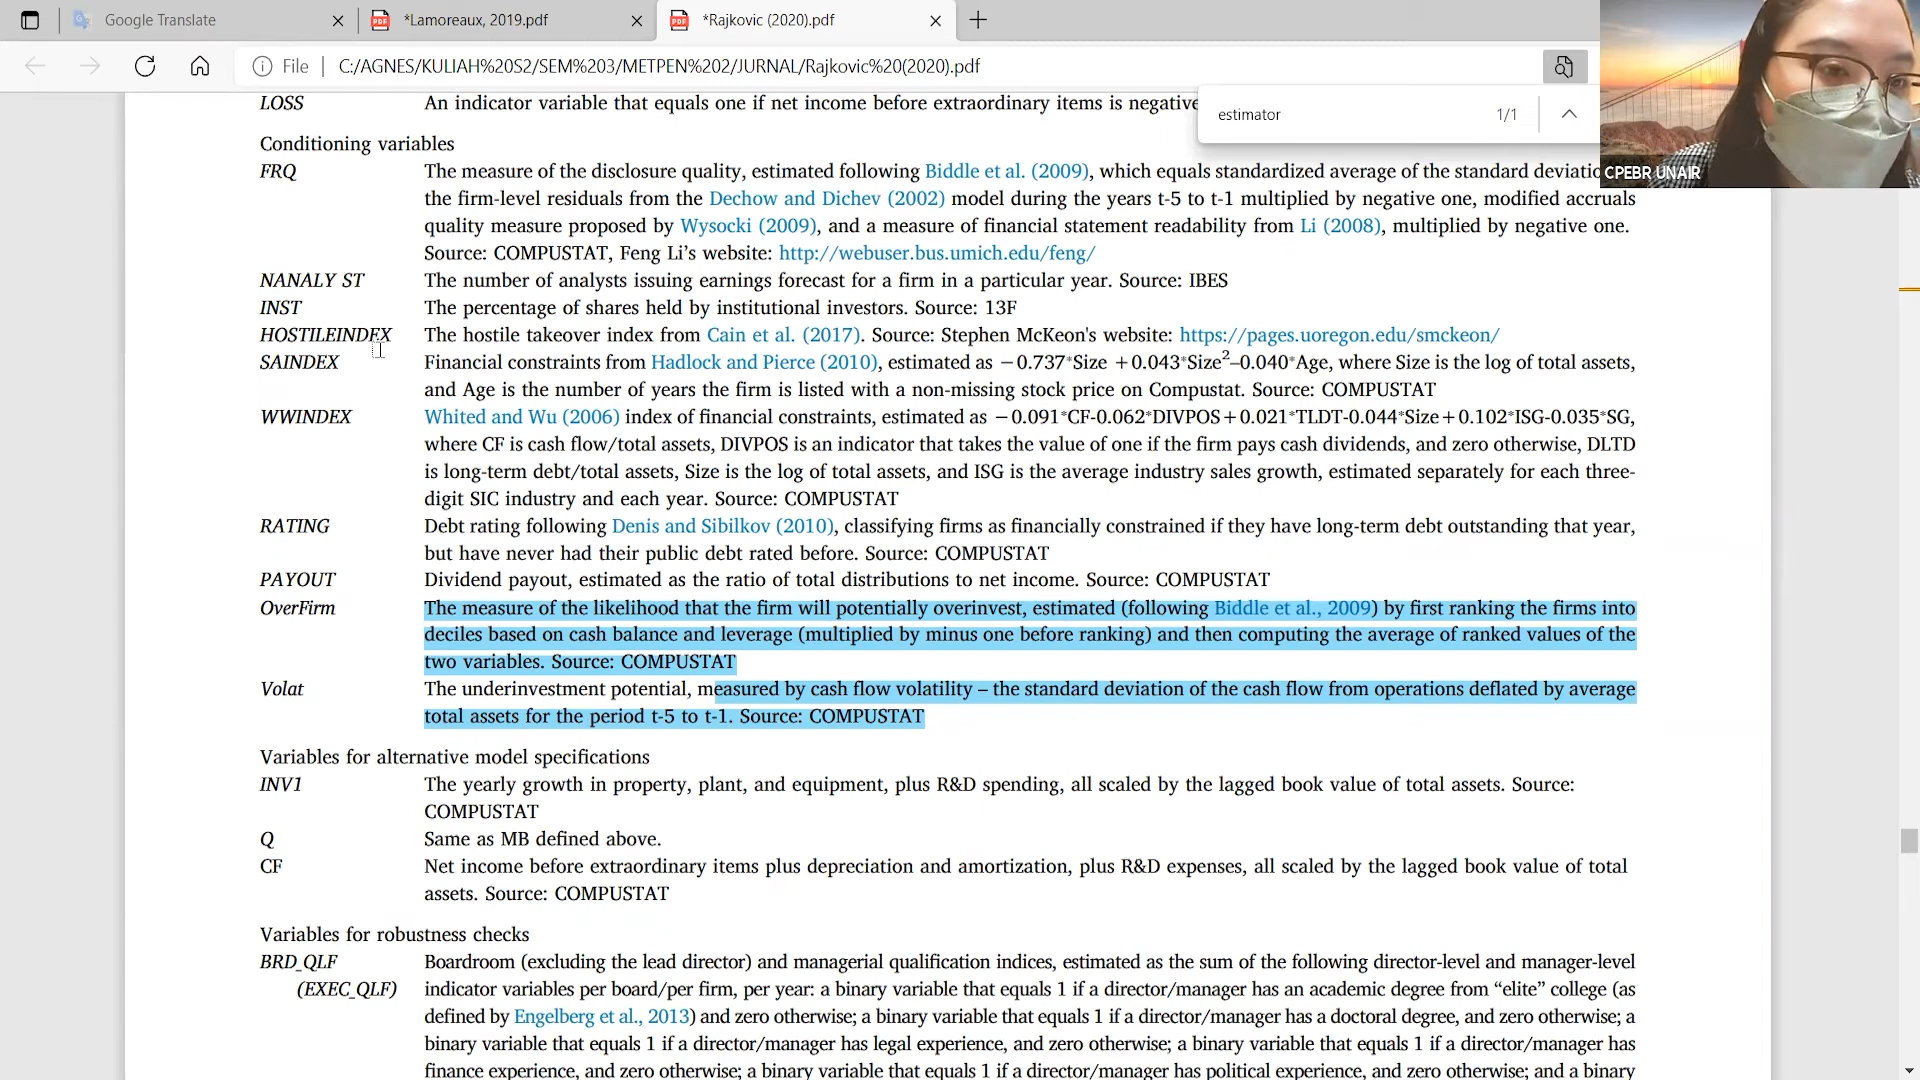 Google Translate
*Lamoreaux, 2019.pdf
*Rajkovic (2020).pdf
File
C:/AGNES/KULIAH%20S2/SEM%203/METPEN%202/JURNAL/Rajkovic%20(2020).pdf
estimator
1/1
CPEBR UNAIR
LOSS An indicator variable that equals one if net income before extraordinary items is negative
Conditioning variables
FRQ The measure of the disclosure quality, estimated following Biddle et al. (2009), which equals standardized average of the standard deviatio
the firm-level residuals from the Dechow and Dichev (2002) model during the years t-5 to t-1 multiplied by negative one, modified accruals
quality measure proposed by Wysocki (2009), and a measure of financial statement readability from Li (2008), multiplied by negative one.
Source: COMPUSTAT, Feng Li’s website: http://webuser.bus.umich.edu/feng/
NANALY ST The number of analysts issuing earnings forecast for a firm in a particular year. Source: IBES
INST The percentage of shares held by institutional investors. Source: 13F
HOSTILEINDEX The hostile takeover index from Cain et al. (2017). Source: Stephen McKeon's website: https://pages.uoregon.edu/smckeon/
SAINDEX Financial constraints from Hadlock and Pierce (2010), estimated as −0.737*Size +0.043*Size²–0.040*Age, where Size is the log of total assets,
and Age is the number of years the firm is listed with a non-missing stock price on Compustat. Source: COMPUSTAT
WWINDEX Whited and Wu (2006) index of financial constraints, estimated as −0.091*CF-0.062*DIVPOS+0.021*TLDT-0.044*Size+0.102*ISG-0.035*SG,
where CF is cash flow/total assets, DIVPOS is an indicator that takes the value of one if the firm pays cash dividends, and zero otherwise, DLTD
is long-term debt/total assets, Size is the log of total assets, and ISG is the average industry sales growth, estimated separately for each three-
digit SIC industry and each year. Source: COMPUSTAT
RATING Debt rating following Denis and Sibilkov (2010), classifying firms as financially constrained if they have long-term debt outstanding that year,
but have never had their public debt rated before. Source: COMPUSTAT
PAYOUT Dividend payout, estimated as the ratio of total distributions to net income. Source: COMPUSTAT
OverFirm The measure of the likelihood that the firm will potentially overinvest, estimated (following Biddle et al., 2009) by first ranking the firms into
deciles based on cash balance and leverage (multiplied by minus one before ranking) and then computing the average of ranked values of the
two variables. Source: COMPUSTAT
Volat The underinvestment potential, measured by cash flow volatility – the standard deviation of the cash flow from operations deflated by average
total assets for the period t-5 to t-1. Source: COMPUSTAT
Variables for alternative model specifications
INV1 The yearly growth in property, plant, and equipment, plus R&D spending, all scaled by the lagged book value of total assets. Source:
COMPUSTAT
Q Same as MB defined above.
CF Net income before extraordinary items plus depreciation and amortization, plus R&D expenses, all scaled by the lagged book value of total
assets. Source: COMPUSTAT
Variables for robustness checks
BRD_QLF Boardroom (excluding the lead director) and managerial qualification indices, estimated as the sum of the following director-level and manager-level
(EXEC_QLF) indicator variables per board/per firm, per year: a binary variable that equals 1 if a director/manager has an academic degree from “elite” college (as
defined by Engelberg et al., 2013) and zero otherwise; a binary variable that equals 1 if a director/manager has a doctoral degree, and zero otherwise; a
binary variable that equals 1 if a director/manager has legal experience, and zero otherwise; a binary variable that equals 1 if a director/manager has
finance experience, and zero otherwise; a binary variable that equals 1 if a director/manager has political experience, and zero otherwise; and a binary